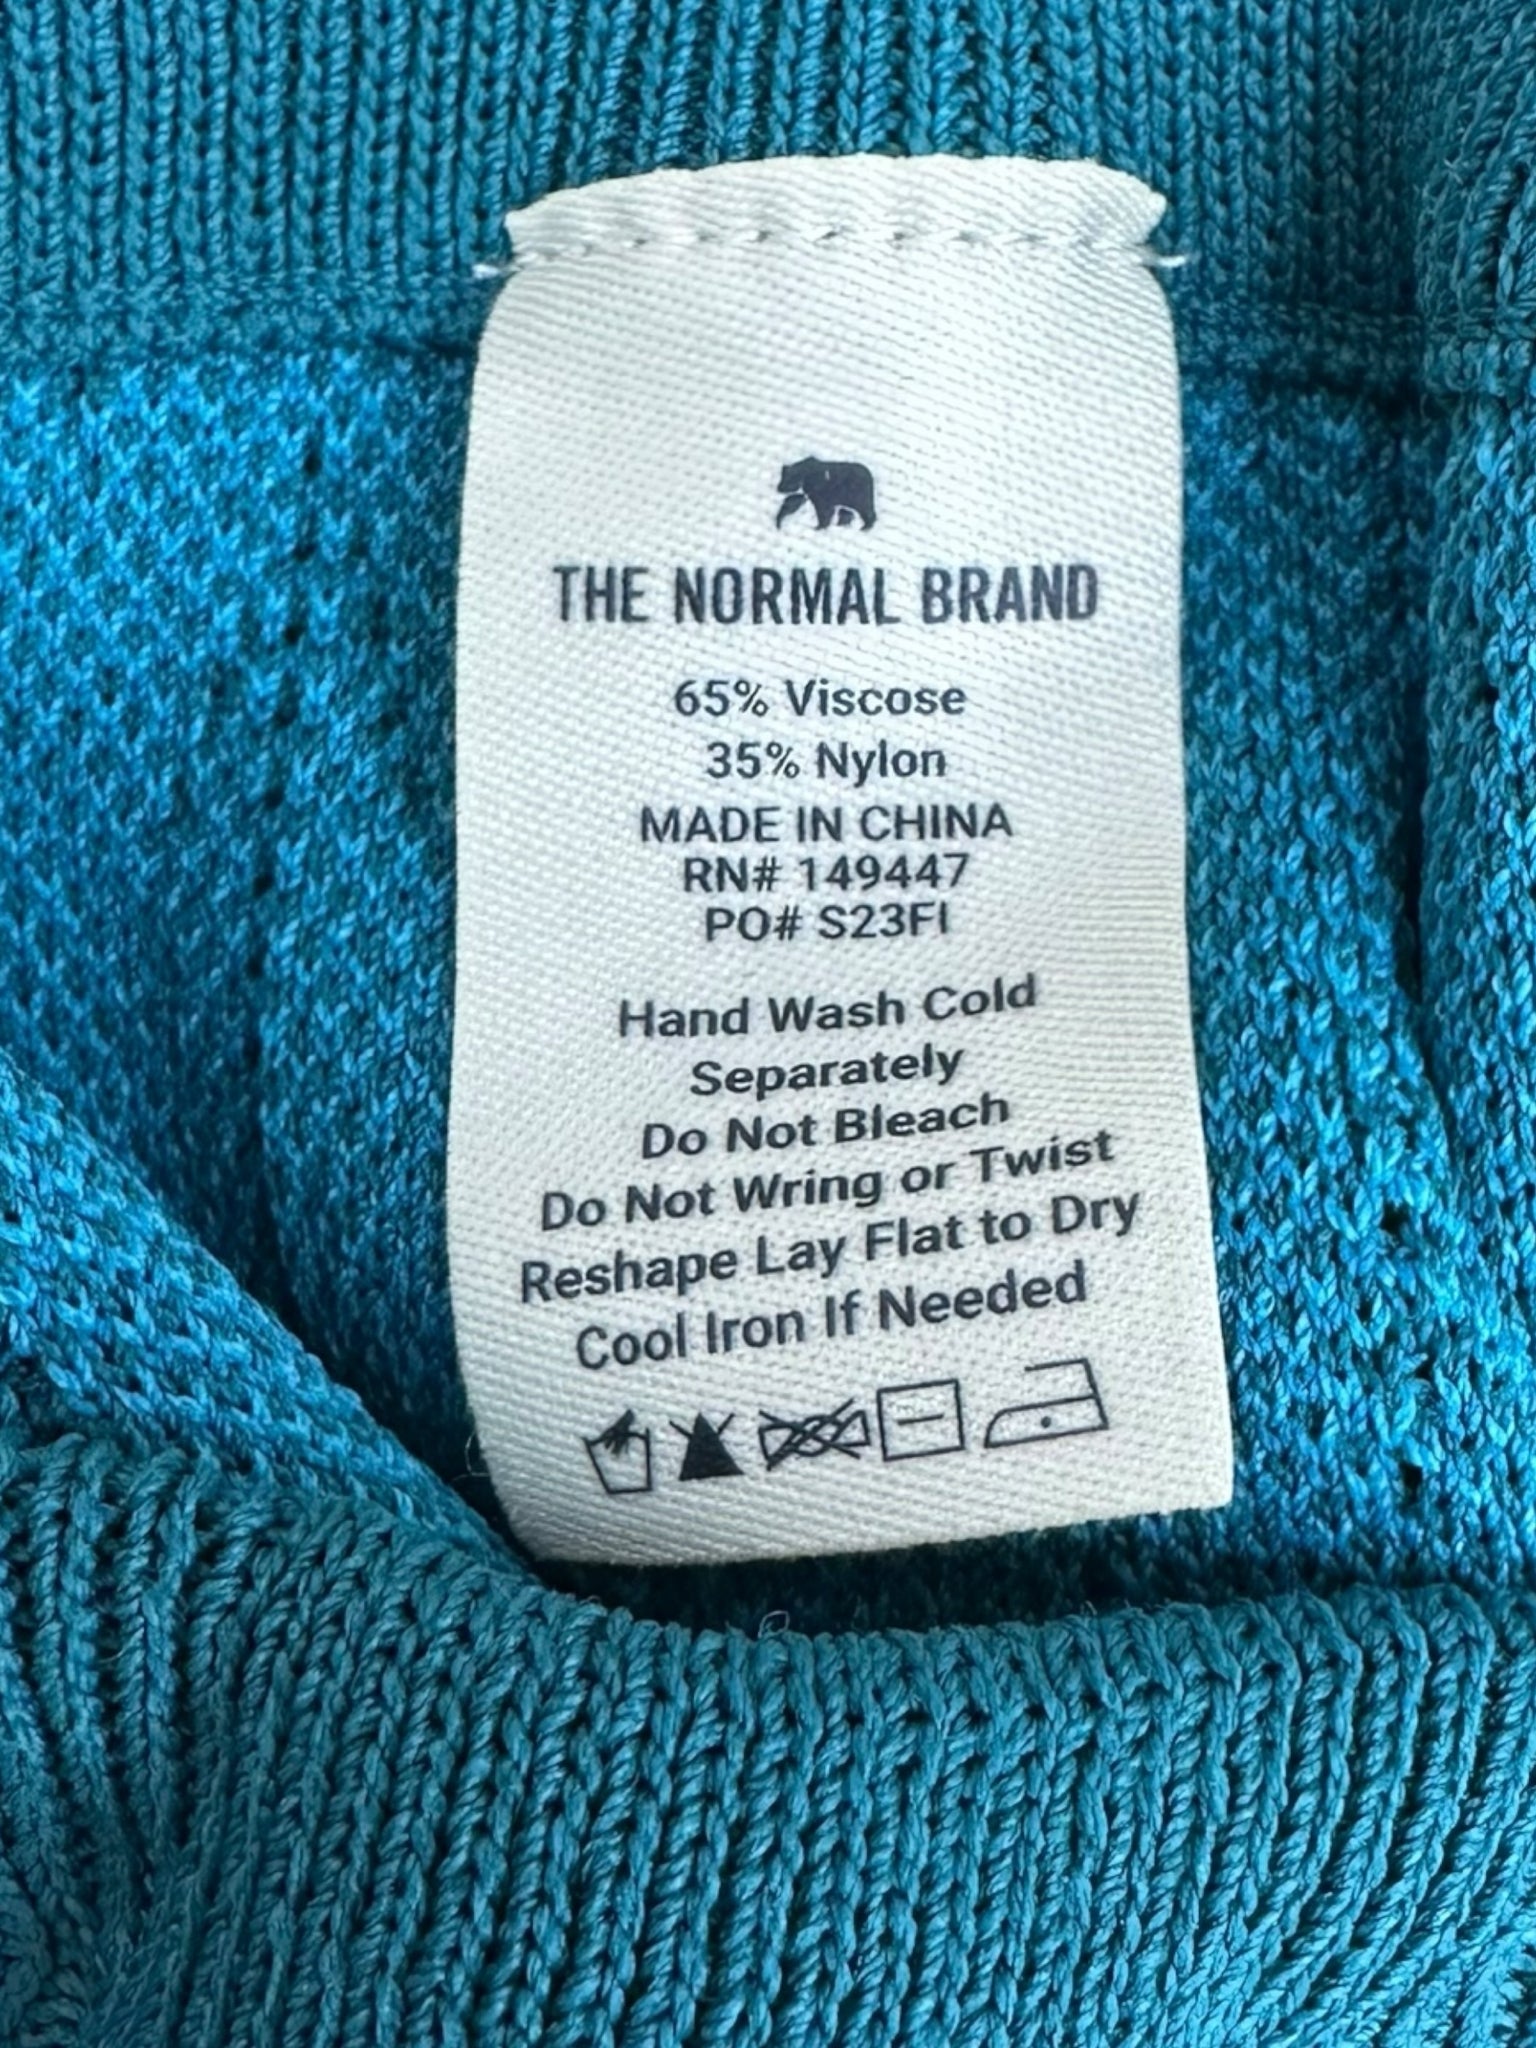 THE NORMAL BRAND
65% Viscose
35% Nylon
MADE IN CHINA
RN# 149447
PO# S23FI
Hand Wash Cold
Separately
Do Not Bleach
Do Not Wring or Twist
Reshape Lay Flat to Dry
Cool Iron If Needed